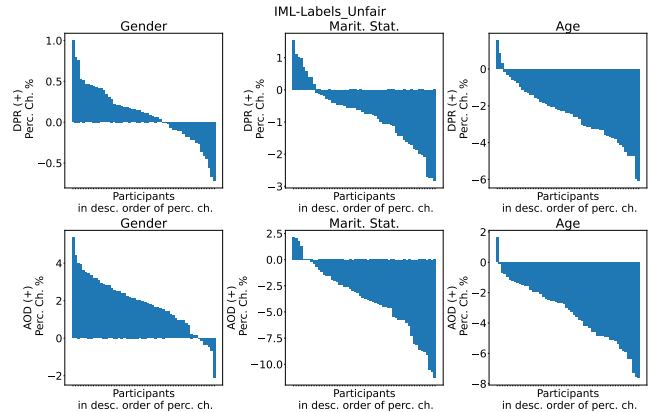 IML-Labels_Unfair
Gender
Marit. Stat.
Age
DPR (+)
Perc. Ch. %
1.0
0.5
0.0
−0.5
DPR (+)
Perc. Ch. %
1
0
−1
−2
−3
DPR (+)
Perc. Ch. %
0
−2
−4
−6
Participants
in desc. order of perc. ch.
Participants
in desc. order of perc. ch.
Participants
in desc. order of perc. ch.
Gender
Marit. Stat.
Age
AOD (+)
Perc. Ch. %
4
2
0
−2
AOD (+)
Perc. Ch. %
2.5
0.0
−2.5
−5.0
−7.5
−10.0
AOD (+)
Perc. Ch. %
2
0
−2
−4
−6
−8
Participants
in desc. order of perc. ch.
Participants
in desc. order of perc. ch.
Participants
in desc. order of perc. ch.